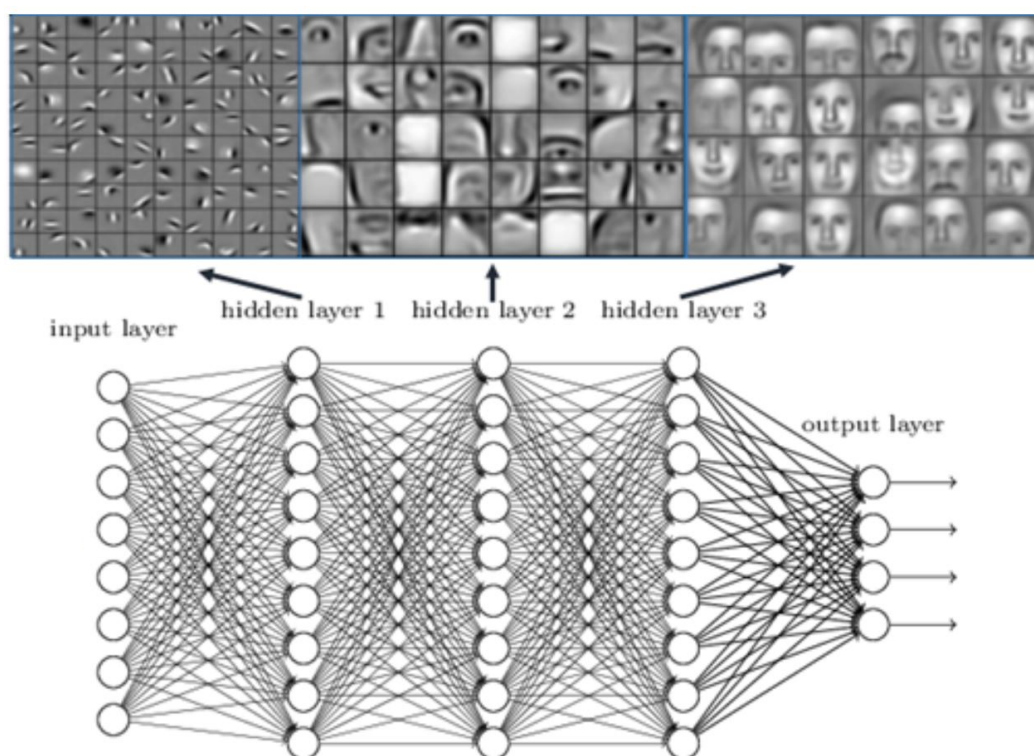 hidden layer 1
hidden layer 2
hidden layer 3
input layer
output layer